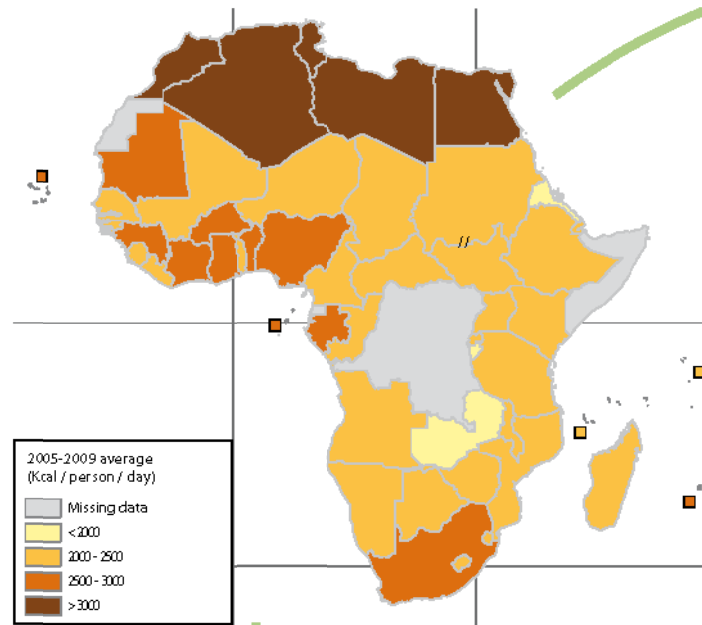 2005-2009 average
(Kcal / person / day)
Missing data
<2000
2000 - 2500
2500 - 3000
>3000